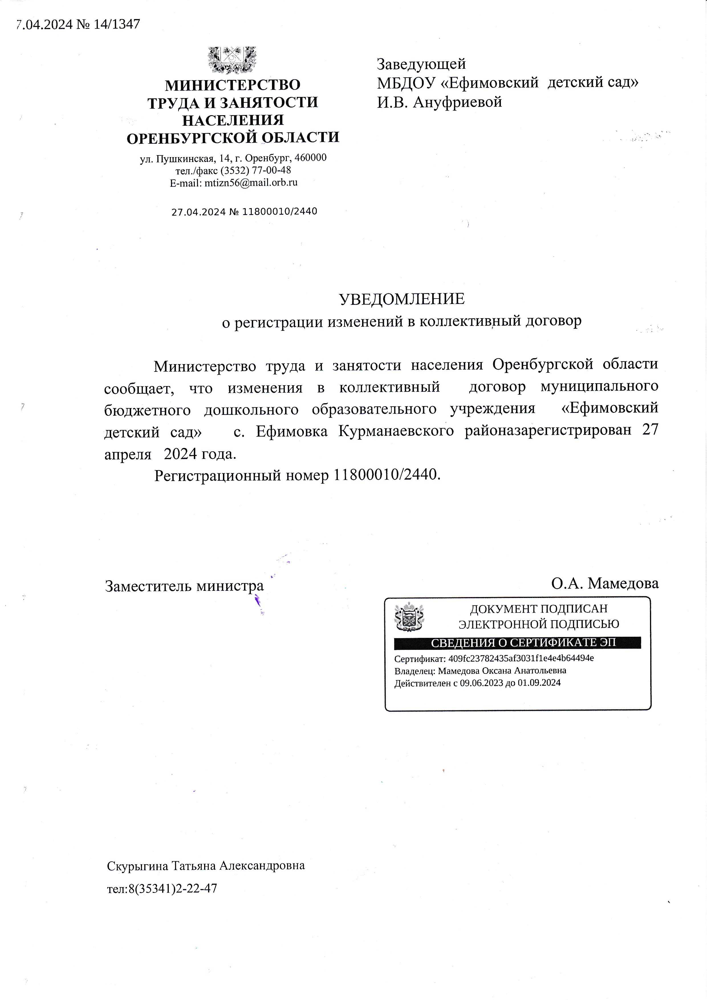 7.04.2024 № 14/1347
МИНИСТЕРСТВО
ТРУДА И ЗАНЯТОСТИ
НАСЕЛЕНИЯ
ОРЕНБУРГСКОЙ ОБЛАСТИ
ул. Пушкинская, 14, г. Оренбург, 460000
тел./факс (3532) 77-00-48
E-mail: mtizn56@mail.orb.ru
27.04.2024 № 11800010/2440
Заведующей
МБДОУ «Ефимовский детский сад»
И.В. Ануфриевой
УВЕДОМЛЕНИЕ
о регистрации изменений в коллективный договор
Министерство труда и занятости населения Оренбургской области
сообщает, что изменения в коллективный договор муниципального
бюджетного дошкольного образовательного учреждения «Ефимовский
детский сад» с. Ефимовка Курманаевского районазарегистрирован 27
апреля 2024 года.
Регистрационный номер 11800010/2440.
Заместитель министра
О.А. Мамедова
ДОКУМЕНТ ПОДПИСАН
ЭЛЕКТРОННОЙ ПОДПИСЬЮ
СВЕДЕНИЯ О СЕРТИФИКАТЕ ЭП
Сертификат: 409fc23782435af3031f1e4e4b64494e
Владелец: Мамедова Оксана Анатольевна
Действителен с 09.06.2023 до 01.09.2024
Скурыгина Татьяна Александровна
тел:8(35341)2-22-47